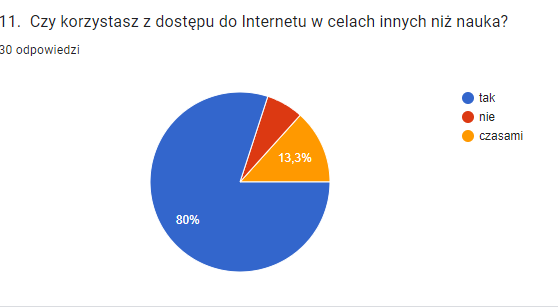 11. Czy korzystasz z dostępu do Internetu w celach innych niż nauka?
30 odpowiedzi
tak
nie
czasami
13,3%
80%